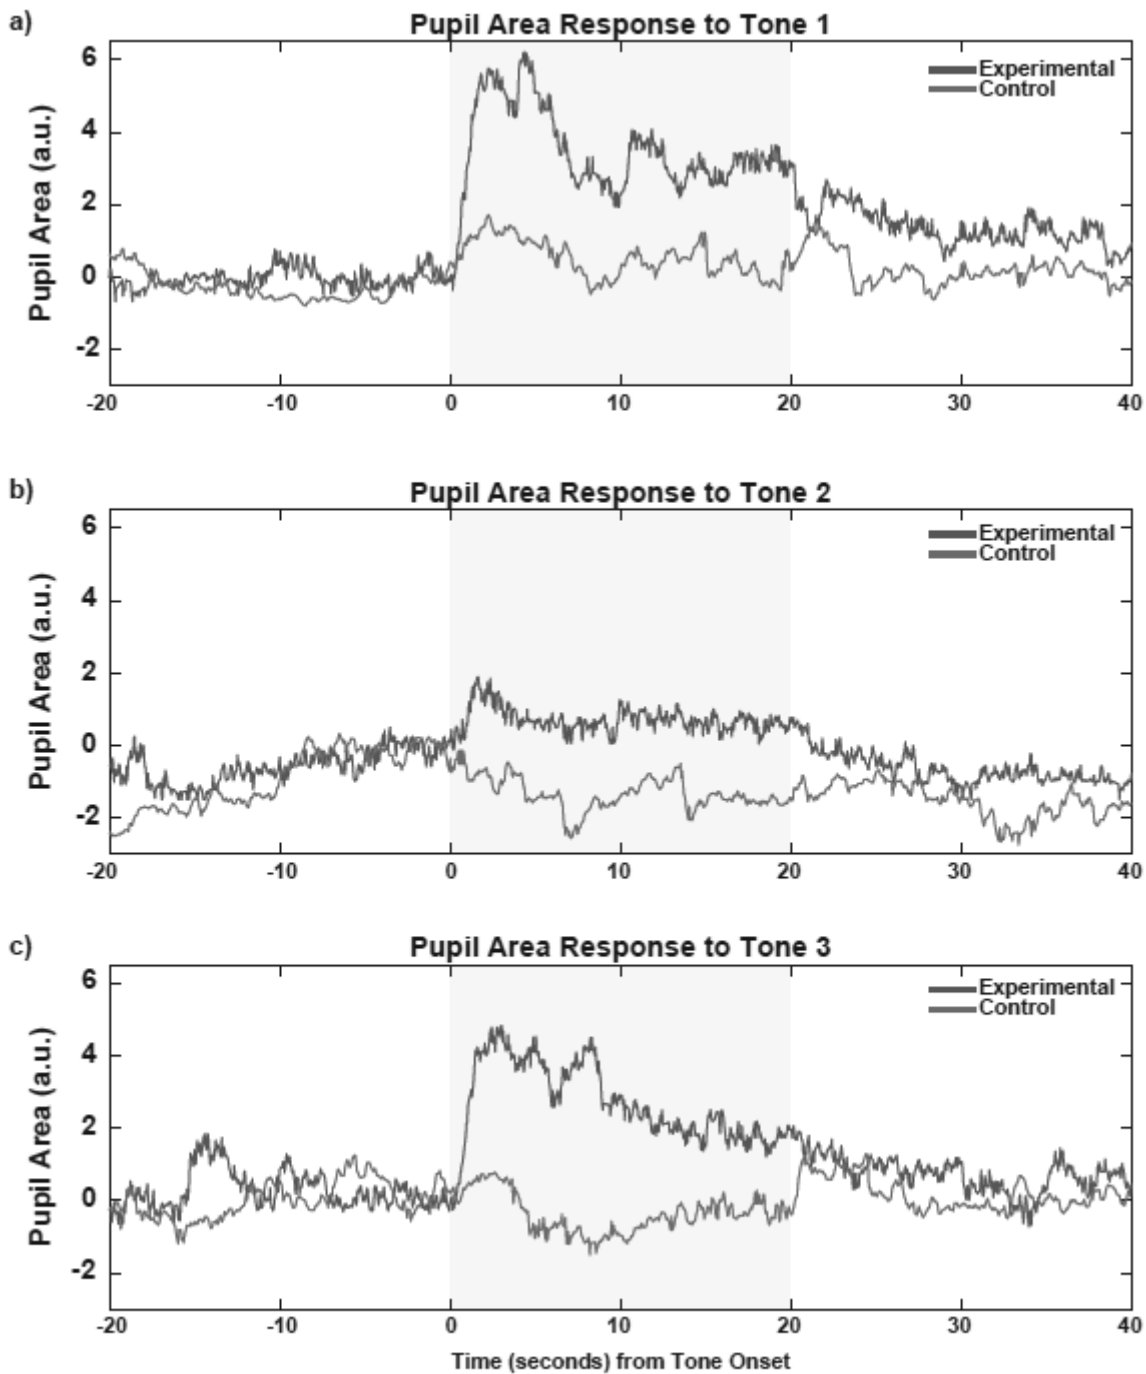 a)
Pupil Area Response to Tone 1
Experimental
Control
Pupil Area (a.u.)
6
4
2
0
-2
-20 -10 0 10 20 30 40
b)
Pupil Area Response to Tone 2
Experimental
Control
Pupil Area (a.u.)
6
4
2
0
-2
-20 -10 0 10 20 30 40
c)
Pupil Area Response to Tone 3
Experimental
Control
Pupil Area (a.u.)
6
4
2
0
-2
-20 -10 0 10 20 30 40
Time (seconds) from Tone Onset